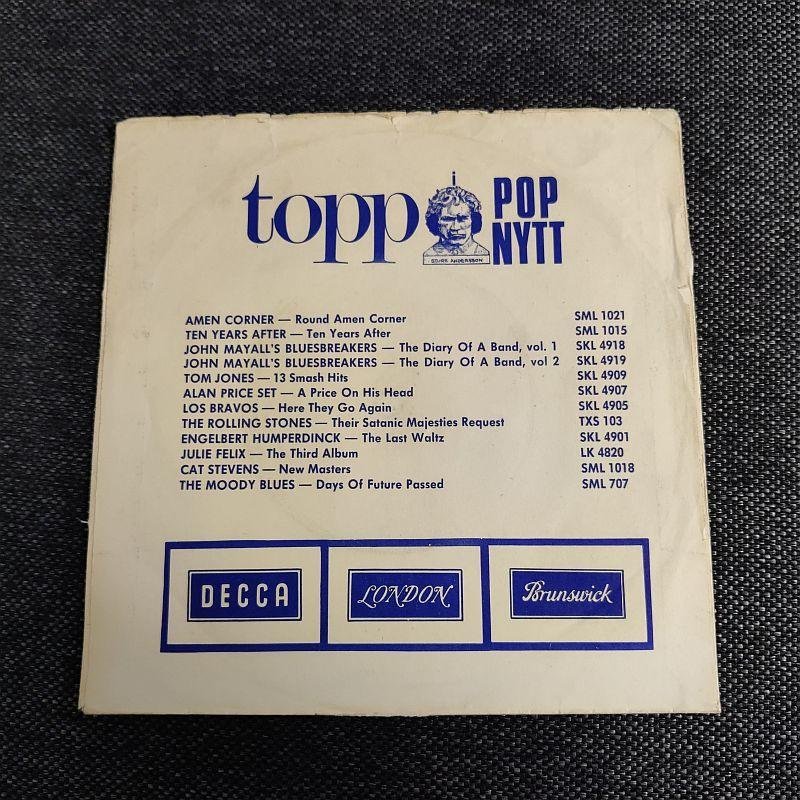 topp POP NYTT
STURE ANDERSSON
AMEN CORNER — Round Amen Corner SML 1021
TEN YEARS AFTER — Ten Years After SML 1015
JOHN MAYALL'S BLUESBREAKERS — The Diary Of A Band, vol. 1 SKL 4918
JOHN MAYALL'S BLUESBREAKERS — The Diary Of A Band, vol 2 SKL 4919
TOM JONES — 13 Smash Hits SKL 4909
ALAN PRICE SET — A Price On His Head SKL 4907
LOS BRAVOS — Here They Go Again SKL 4905
THE ROLLING STONES — Their Satanic Majesties Request TXS 103
ENGELBERT HUMPERDINCK — The Last Waltz SKL 4901
JULIE FELIX — The Third Album LK 4820
CAT STEVENS — New Masters SML 1018
THE MOODY BLUES — Days Of Future Passed SML 707
DECCA LONDON Brunswick